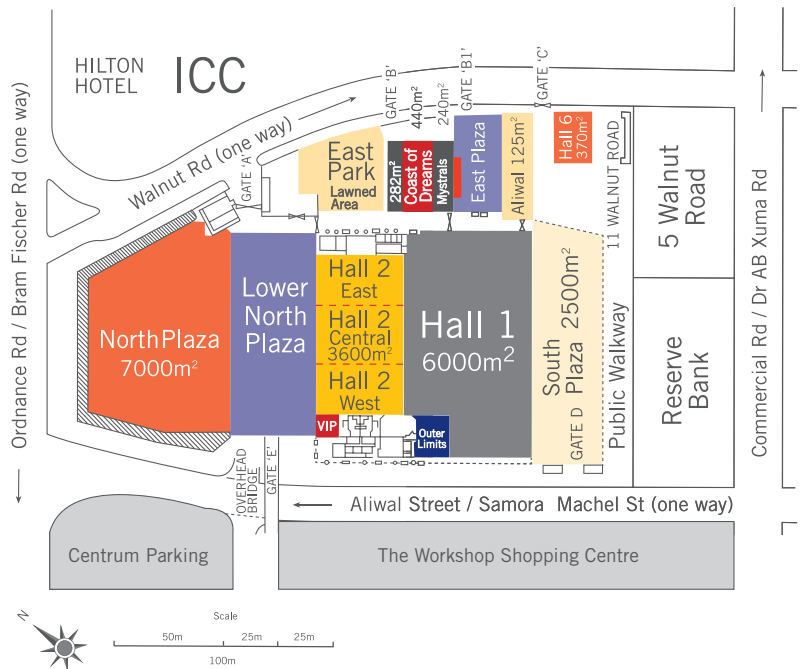 HILTON
HOTEL
ICC
Ordnance Rd / Bram Fischer Rd (one way)
Walnut Rd (one way)
GATE 'A'
GATE 'B'
440m²
240m²
GATE 'B1'
GATE 'C'
East
Park
Lawned
Area
282m²
Coast of
Dreams
Mystrals
East Plaza
Aliwal 125m²
Hall 6
370m²
11 WALNUT ROAD
5 Walnut
Road
Commercial Rd / Dr AB Xuma Rd
North Plaza
7000m²
Lower
North
Plaza
Hall 2
East
Hall 2
Central
3600m²
Hall 2
West
Hall 1
6000m²
South
Plaza 2500m²
GATE D
Public Walkway
Reserve
Bank
VIP
Outer
Limits
OVERHEAD
BRIDGE
GATE 'E'
Aliwal Street / Samora Machel St (one way)
Centrum Parking
The Workshop Shopping Centre
N
Scale
50m
25m
25m
100m